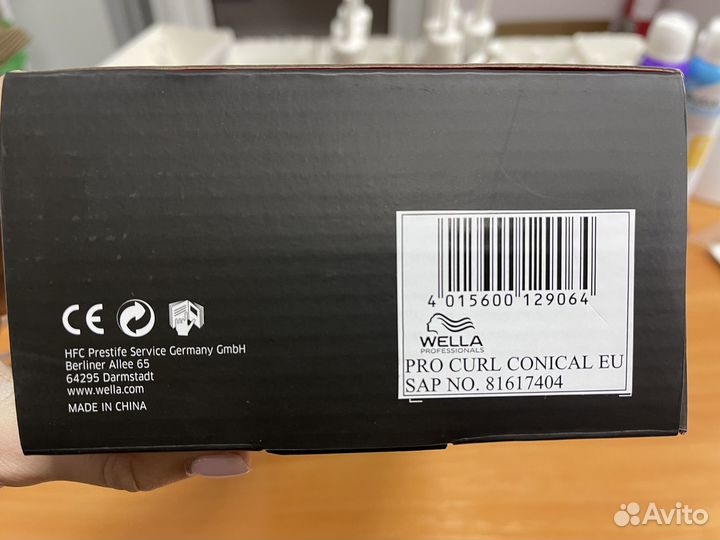 CE
HFC Prestife Service Germany GmbH
Berliner Allee 65
64295 Darmstadt
www.wella.com
MADE IN CHINA
4 015600 129064
WELLA
PROFESSIONALS
PRO CURL CONICAL EU
SAP NO. 81617404
Avito